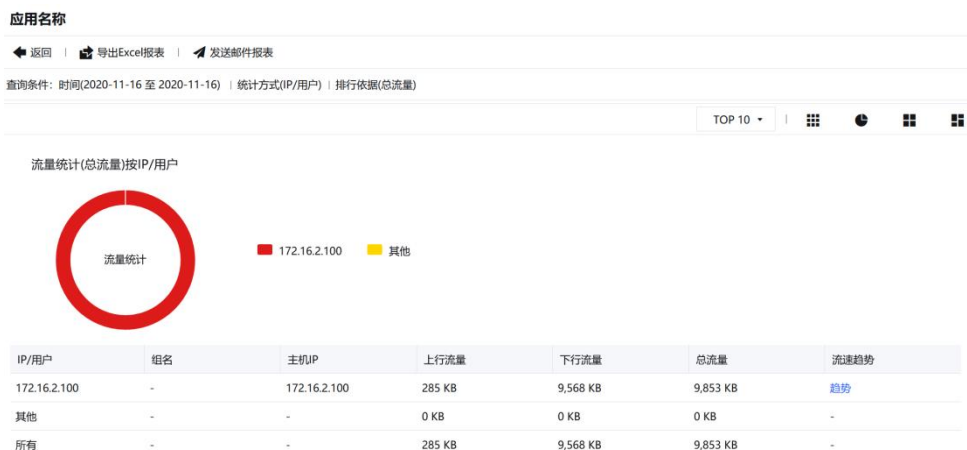 应用名称
返回 | 导出Excel报表 | 发送邮件报表
查询条件：时间(2020-11-16 至 2020-11-16) | 统计方式(IP/用户) | 排行依据(总流量)
TOP 10
流量统计(总流量)按IP/用户
流量统计
172.16.2.100 其他
IP/用户 组名 主机IP 上行流量 下行流量 总流量 流速趋势
172.16.2.100 - 172.16.2.100 285 KB 9,568 KB 9,853 KB 趋势
其他 - - 0 KB 0 KB 0 KB -
所有 - - 285 KB 9,568 KB 9,853 KB -